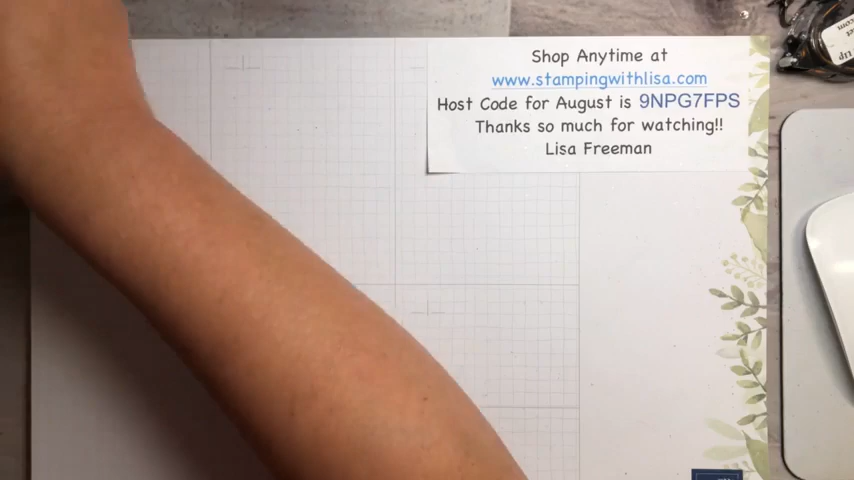 Shop Anytime at
www.stampingwithlisa.com
Host Code for August is 9NPG7FPS
Thanks so much for watching!!
Lisa Freeman